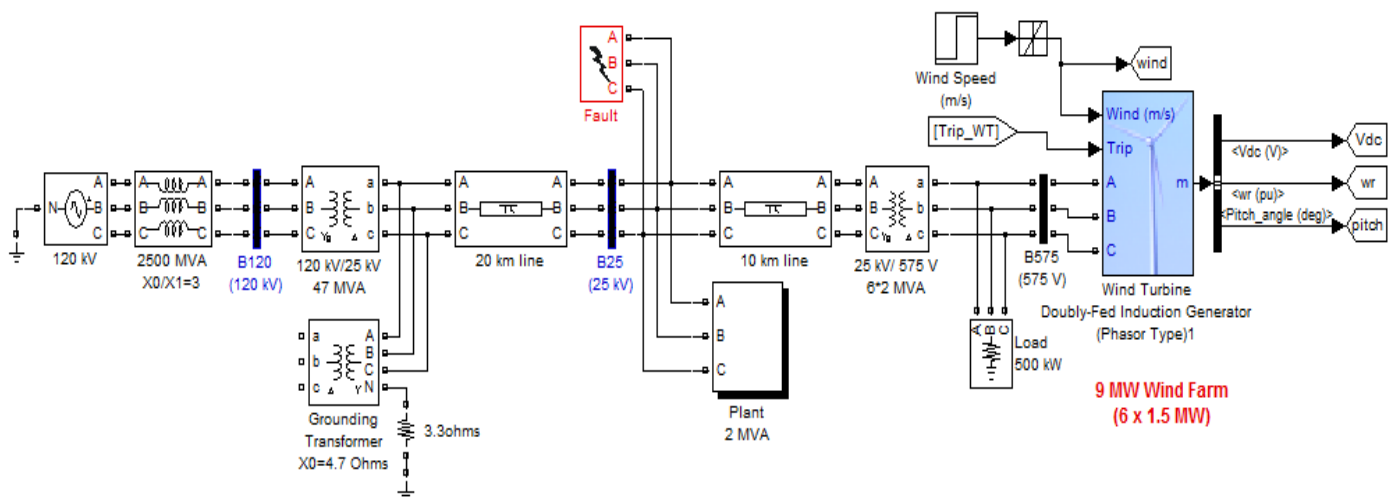 A
B
C
Fault
Wind Speed
(m/s)
wind
[Trip_WT]
Wind (m/s)
Trip
A
B
C
m
<Vdc (V)>
<wr (pu)>
<Pitch_angle (deg)>
Vdc
wr
pitch
N
A
B
C
120 kV
A
B
C
A
B
C
2500 MVA
X0/X1=3
B120
(120 kV)
A
B
C
a
b
c
Yg
Δ
120 kV/25 kV
47 MVA
A
B
C
A
B
C
20 km line
B25
(25 kV)
A
B
C
A
B
C
10 km line
A
B
C
a
b
c
Yg
Δ
25 kV/ 575 V
6*2 MVA
B575
(575 V)
Wind Turbine
Doubly-Fed Induction Generator
(Phasor Type)1
A
B
C
Load
500 kW
9 MW Wind Farm
(6 x 1.5 MW)
a
b
c
A
B
C
N
Δ
Y
Grounding
Transformer
X0=4.7 Ohms
3.3ohms
A
B
C
Plant
2 MVA